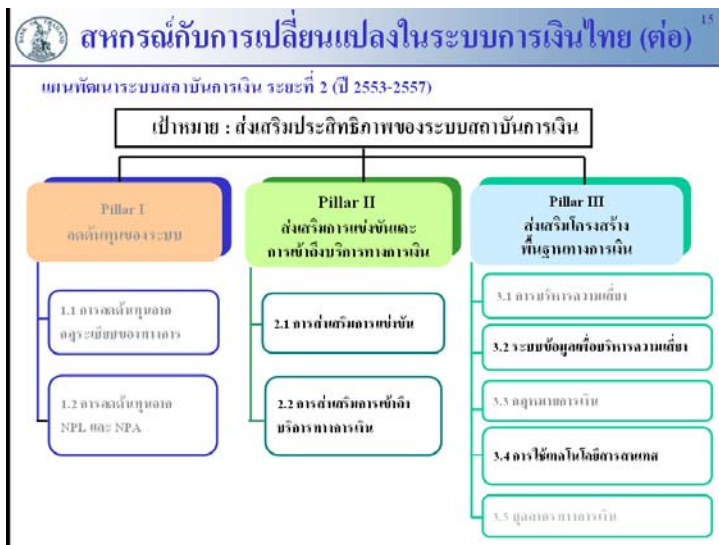 BANK OF THAILAND
สหกรณ์กับการเปลี่ยนแปลงในระบบการเงินไทย (ต่อ)
15
แผนพัฒนาระบบสถาบันการเงิน ระยะที่ 2 (ปี 2553-2557)
เป้าหมาย : ส่งเสริมประสิทธิภาพของระบบสถาบันการเงิน
Pillar I
ลดต้นทุนของระบบ
1.1 การลดต้นทุนจาก
กฎระเบียบของทางการ
1.2 การลดต้นทุนจาก
NPL และ NPA
Pillar II
ส่งเสริมการแข่งขันและ
การเข้าถึงบริการทางการเงิน
2.1 การส่งเสริมการแข่งขัน
2.2 การส่งเสริมการเข้าถึง
บริการทางการเงิน
Pillar III
ส่งเสริมโครงสร้าง
พื้นฐานทางการเงิน
3.1 การบริหารความเสี่ยง
3.2 ระบบข้อมูลเพื่อบริหารความเสี่ยง
3.3 กฎหมายการเงิน
3.4 การใช้เทคโนโลยีสารสนเทศ
3.5 บุคลากรทางการเงิน